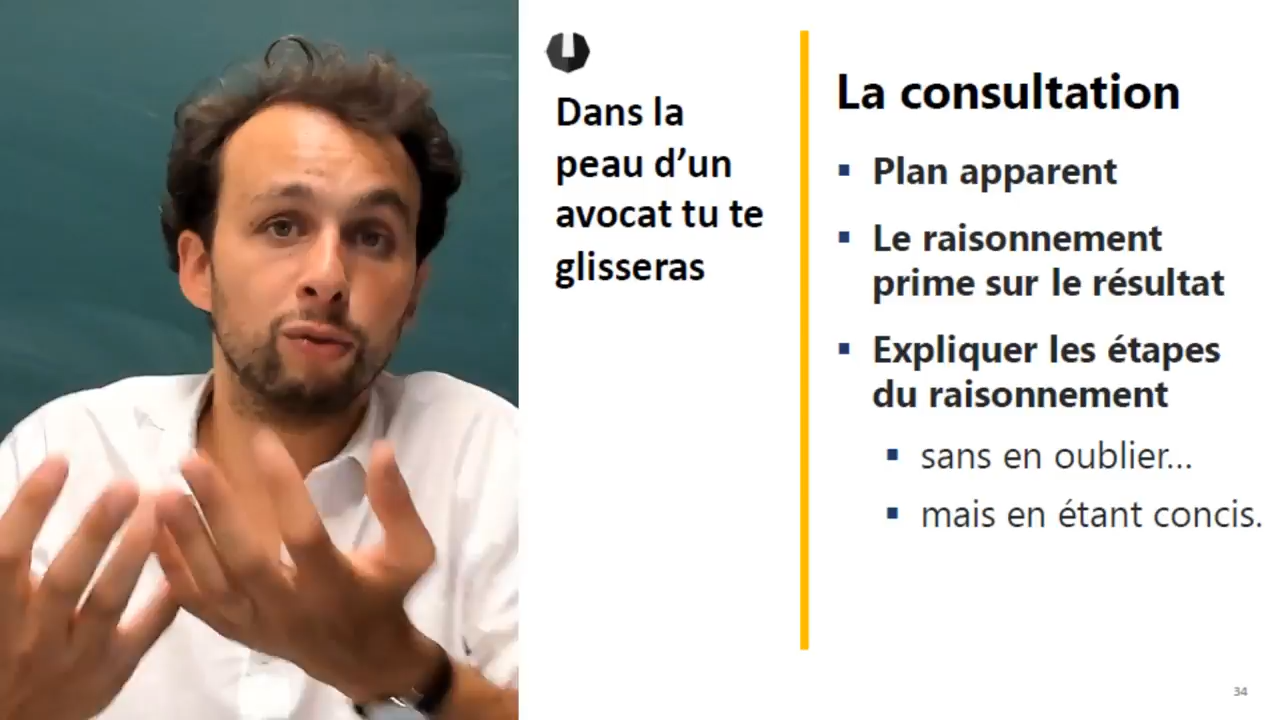 Dans la
peau d’un
avocat tu te
glisseras
La consultation
▪ Plan apparent
▪ Le raisonnement
prime sur le résultat
▪ Expliquer les étapes
du raisonnement
▪ sans en oublier…
▪ mais en étant concis.
34